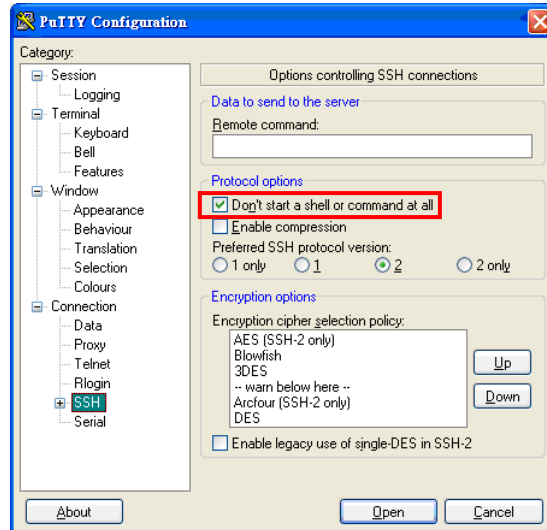 PuTTY Configuration
Category:
Session
Logging
Terminal
Keyboard
Bell
Features
Window
Appearance
Behaviour
Translation
Selection
Colours
Connection
Data
Proxy
Telnet
Rlogin
SSH
Serial
Options controlling SSH connections
Data to send to the server
Remote command:
Protocol options
Don't start a shell or command at all
Enable compression
Preferred SSH protocol version:
1 only 1 2 2 only
Encryption options
Encryption cipher selection policy:
AES (SSH-2 only)
Blowfish
3DES
-- warn below here --
Arcfour (SSH-2 only)
DES
Up
Down
Enable legacy use of single-DES in SSH-2
About Open Cancel